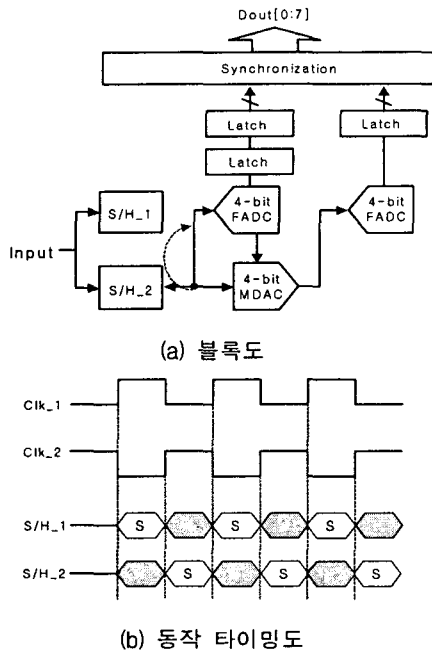 Dout[0:7]
Synchronization
Latch
Latch
Latch
4-bit
FADC
4-bit
FADC
S/H_1
Input
S/H_2
4-bit
MDAC
(a) 블록도
Clk_1
Clk_2
S/H_1
S S S
S/H_2
S S S
(b) 동작 타이밍도